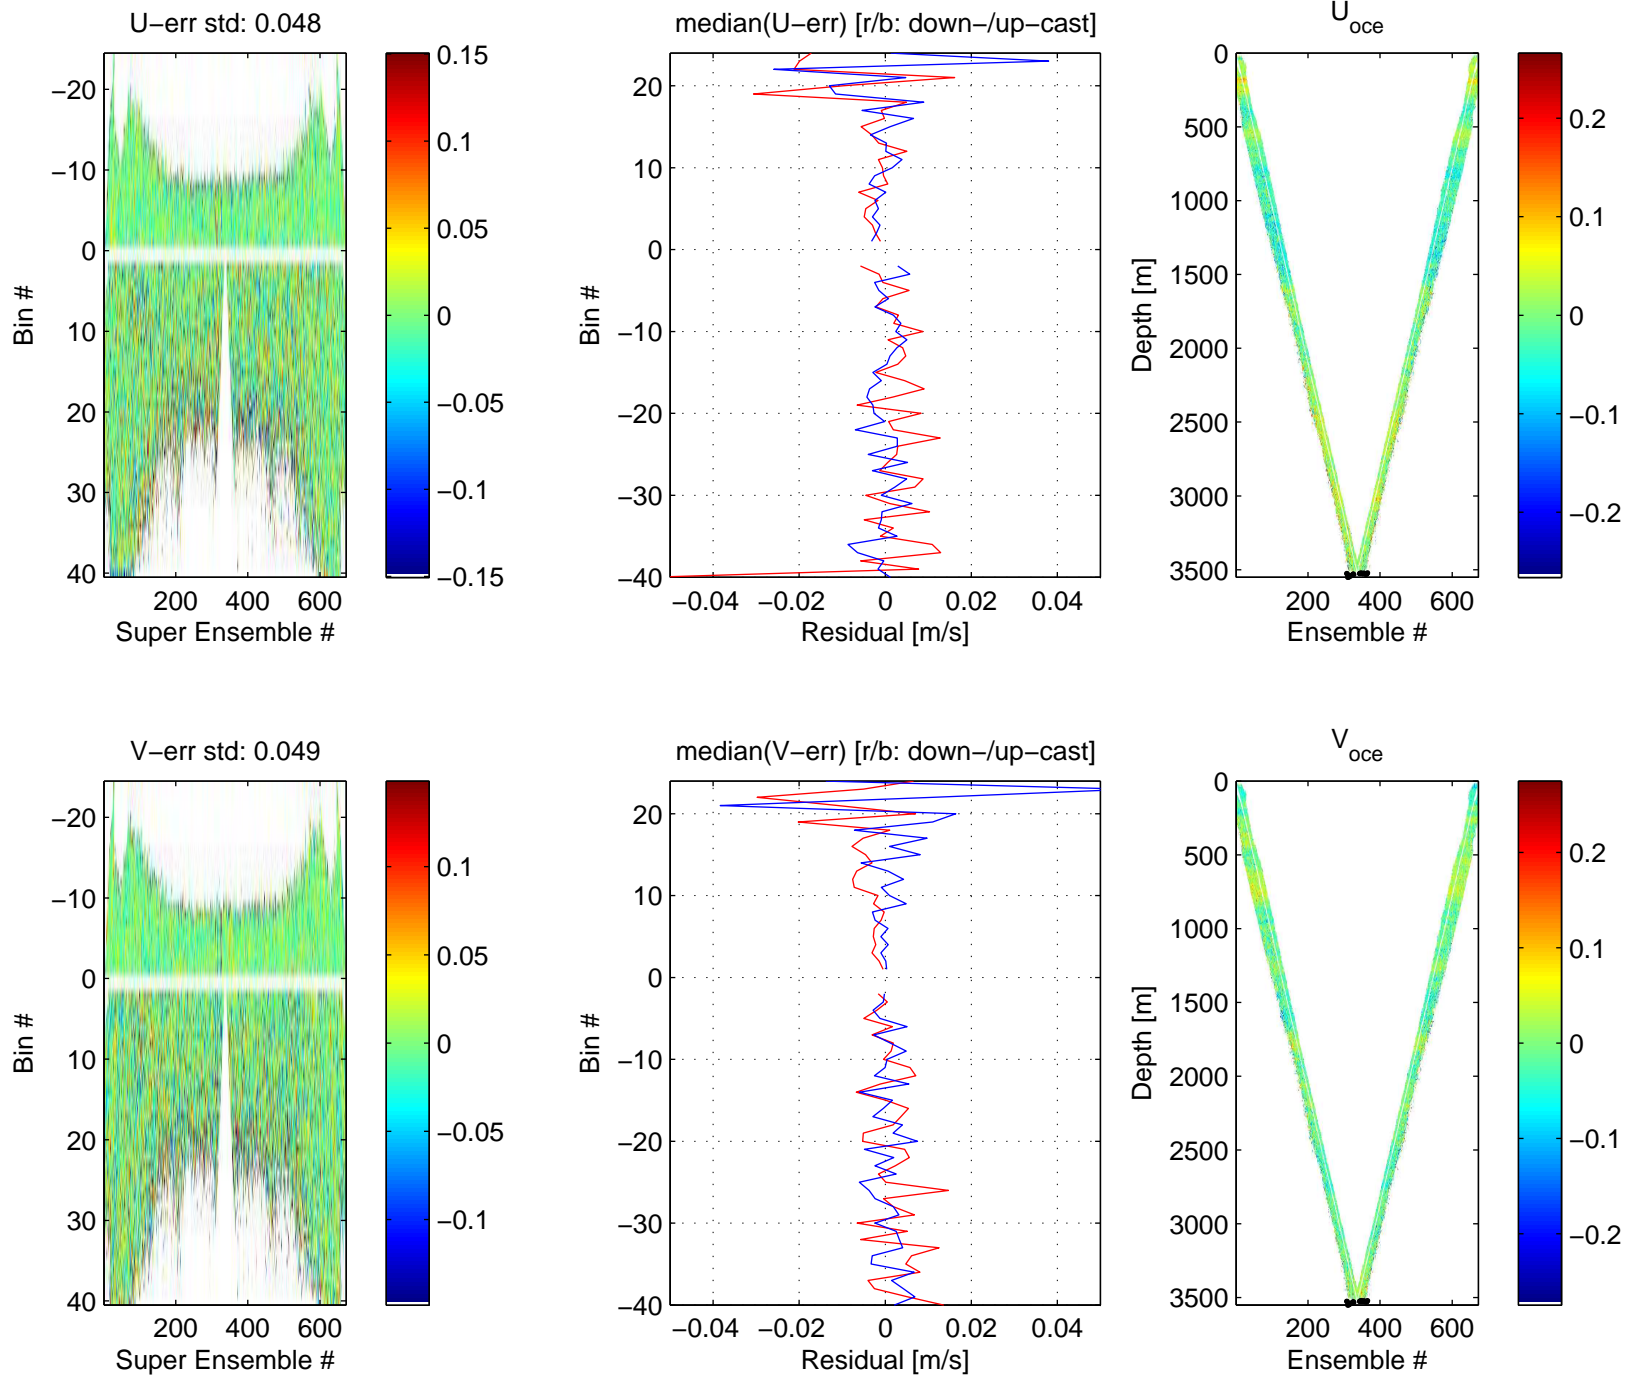 U−err std: 0.048
−20
−10
0
10
20
30
40
Bin #
200 400 600
Super Ensemble #
0.15
0.1
0.05
0
−0.05
−0.1
−0.15
median(U−err) [r/b: down−/up−cast]
20
10
0
−10
−20
−30
−40
Bin #
−0.04 −0.02 0 0.02 0.04
Residual [m/s]
U_oce
0
500
1000
1500
2000
2500
3000
3500
Depth [m]
200 400 600
Ensemble #
0.2
0.1
0
−0.1
−0.2
V−err std: 0.049
−20
−10
0
10
20
30
40
Bin #
200 400 600
Super Ensemble #
0.1
0.05
0
−0.05
−0.1
median(V−err) [r/b: down−/up−cast]
20
10
0
−10
−20
−30
−40
Bin #
−0.04 −0.02 0 0.02 0.04
Residual [m/s]
V_oce
0
500
1000
1500
2000
2500
3000
3500
Depth [m]
200 400 600
Ensemble #
0.2
0.1
0
−0.1
−0.2